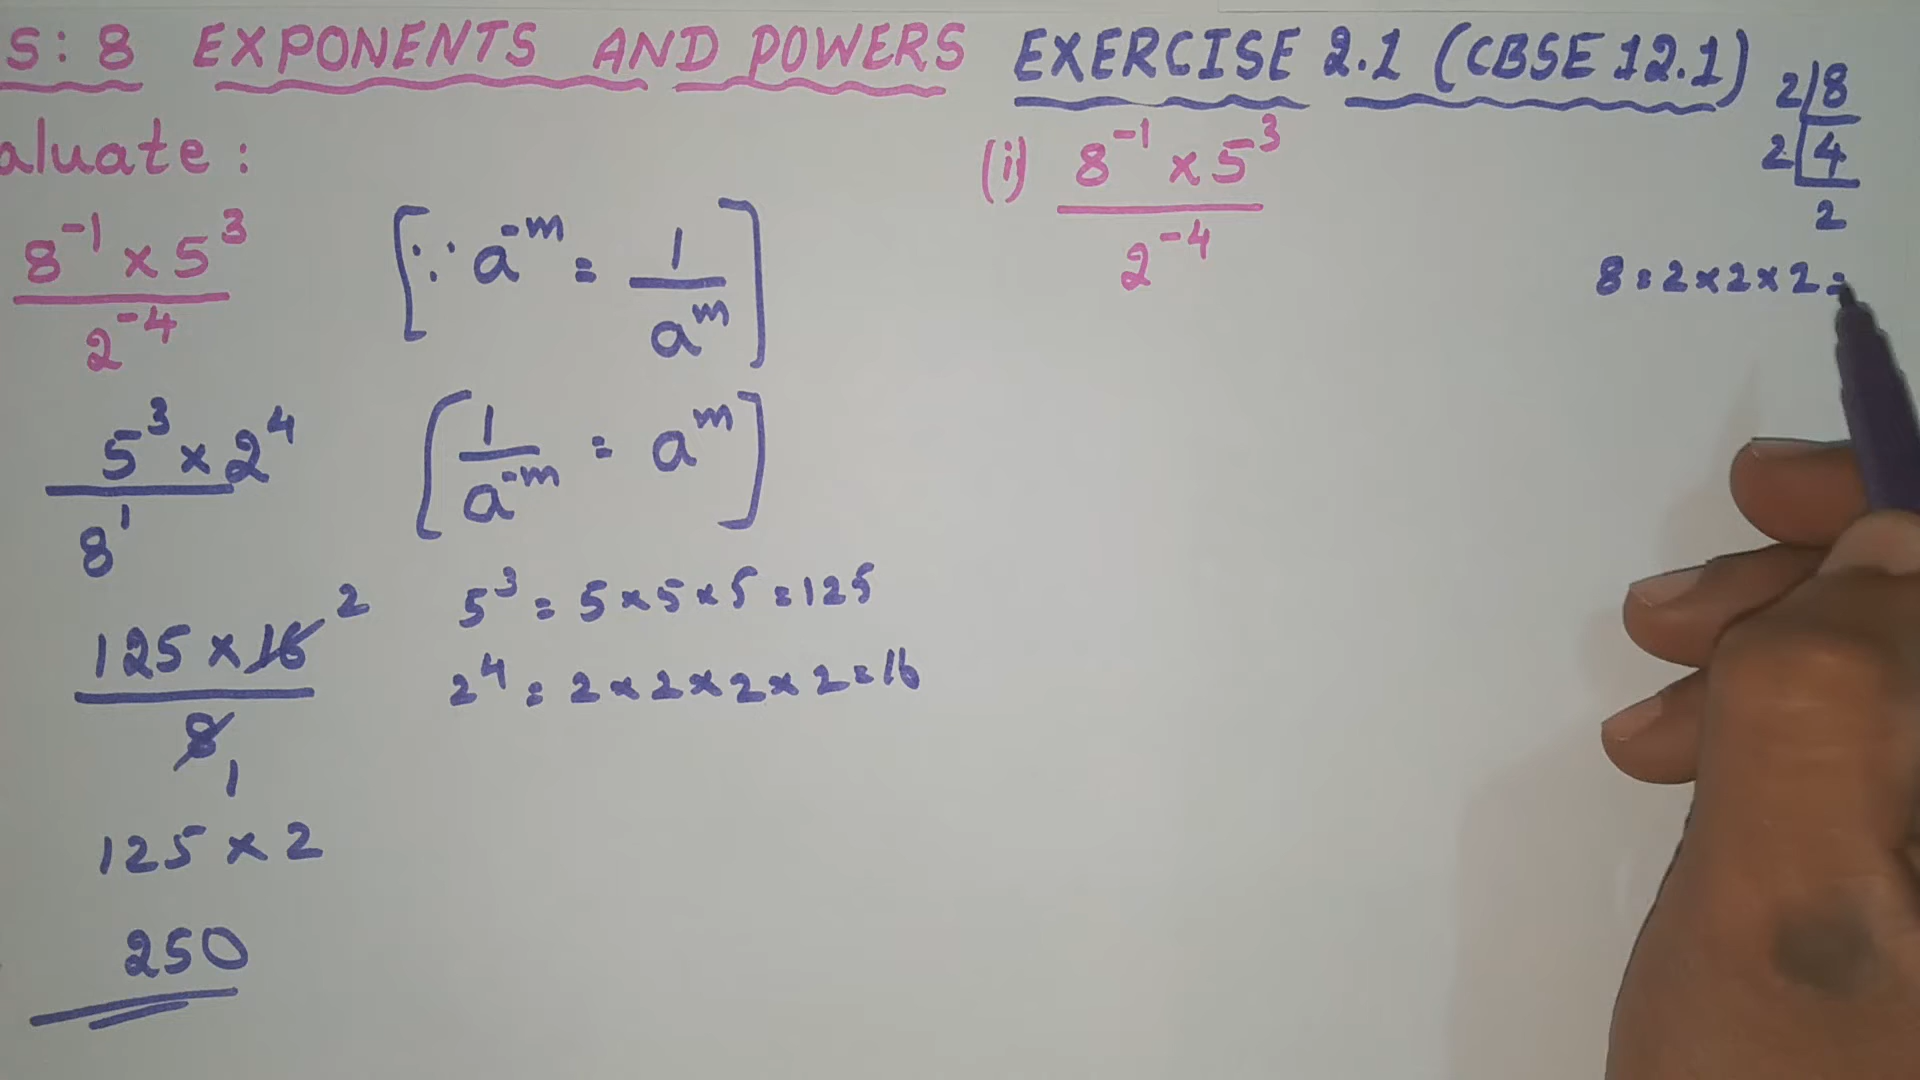 S: 8 EXPONENTS AND POWERS EXERCISE 2.1 (CBSE 12.1)
aluate:
8⁻¹ × 5³
2⁻⁴
[∵ a⁻ᵐ = 1/aᵐ]
5³ × 2⁴
8¹
[1/a⁻ᵐ = aᵐ]
125 × 16 2
8 1
5³ = 5 × 5 × 5 = 125
2⁴ = 2 × 2 × 2 × 2 = 16
125 × 2
250
(i) 8⁻¹ × 5³
2⁻⁴
2 8
2 4
2
8 = 2 × 2 × 2 =